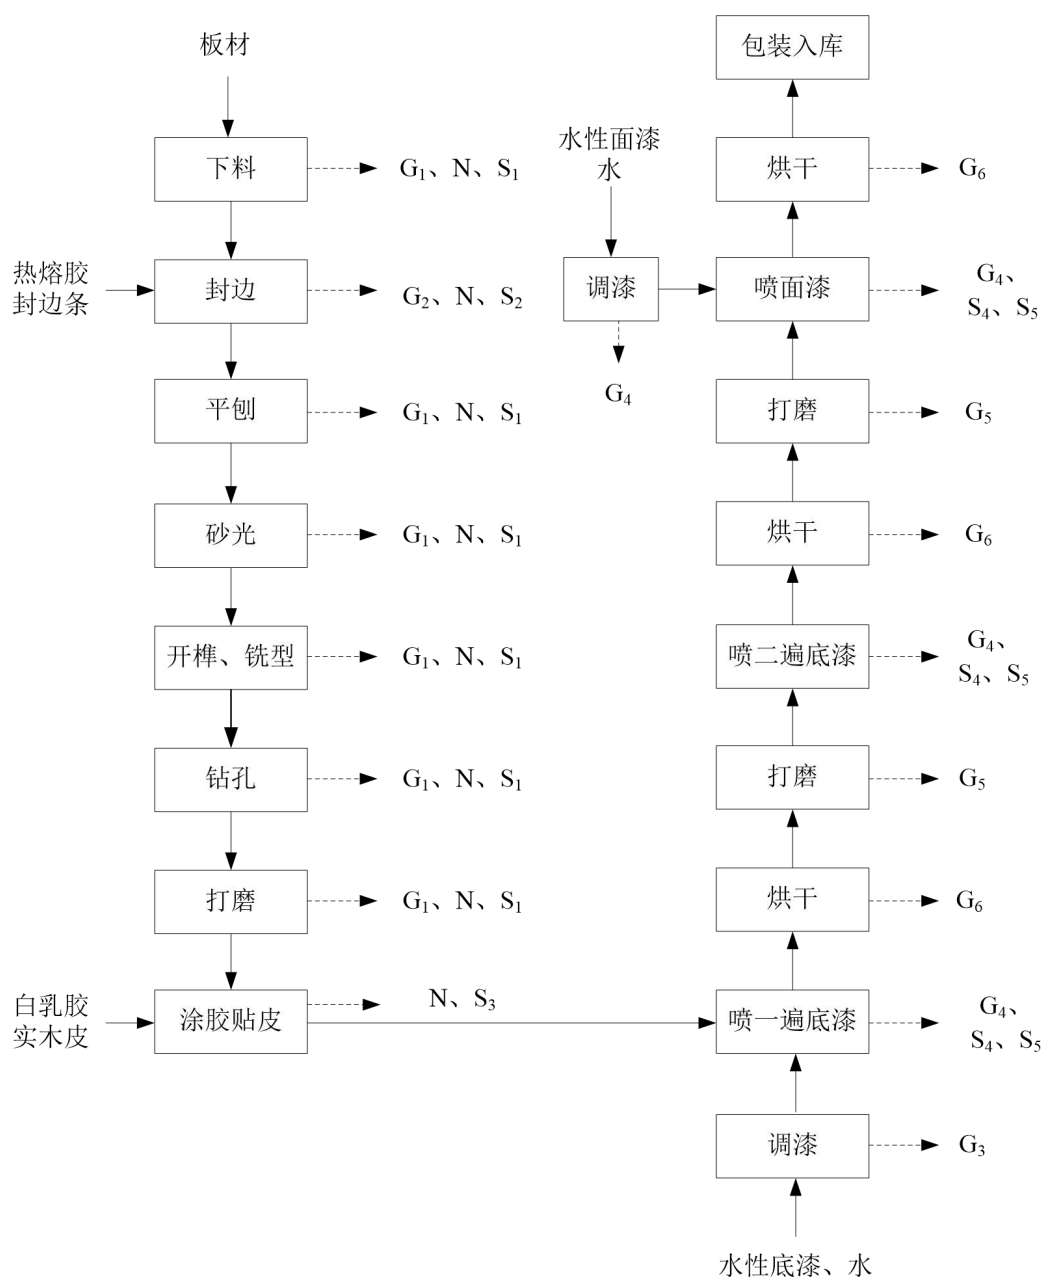 板材
下料
G₁、N、S₁
热熔胶
封边条
封边
G₂、N、S₂
平刨
G₁、N、S₁
砂光
G₁、N、S₁
开榫、铣型
G₁、N、S₁
钻孔
G₁、N、S₁
打磨
G₁、N、S₁
白乳胶
实木皮
涂胶贴皮
N、S₃
包装入库
烘干
G₆
水性面漆
水
调漆
G₄
喷面漆
G₄、
S₄、S₅
打磨
G₅
烘干
G₆
喷二遍底漆
G₄、
S₄、S₅
打磨
G₅
烘干
G₆
喷一遍底漆
G₄、
S₄、S₅
调漆
G₃
水性底漆、水